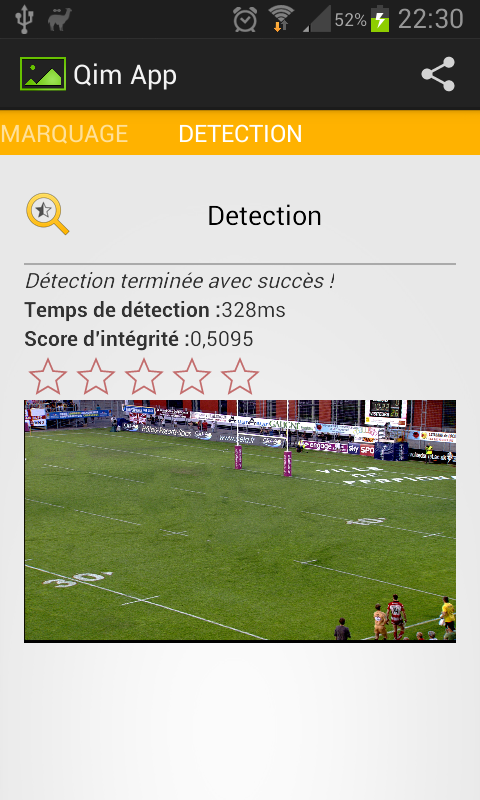 52% 22:30
Qim App
MARQUAGE DETECTION
Detection
Détection terminée avec succès !
Temps de détection :328ms
Score d'intégrité :0,5095
VILLE
30